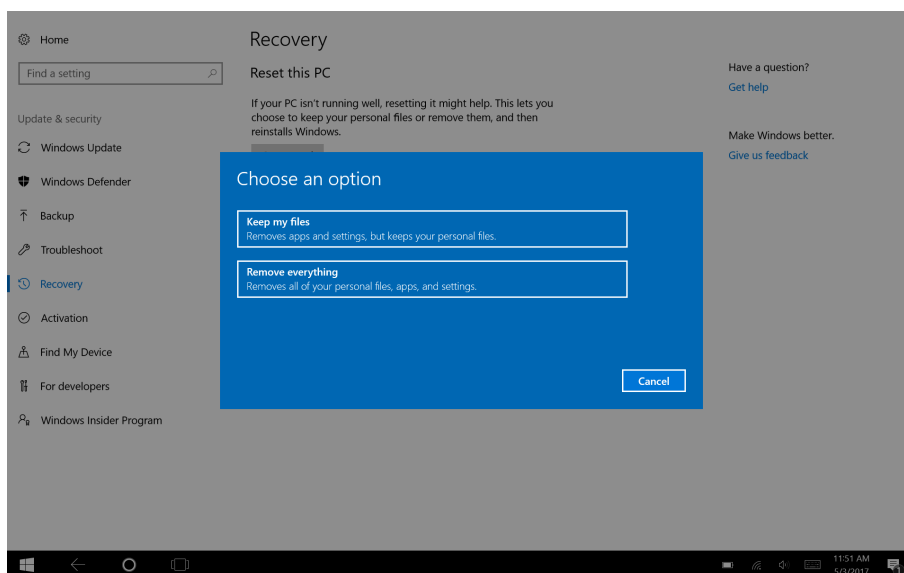 Home
Find a setting
Update & security
Windows Update
Windows Defender
Backup
Troubleshoot
Recovery
Activation
Find My Device
For developers
Windows Insider Program
Recovery
Reset this PC
If your PC isn't running well, resetting it might help. This lets you
choose to keep your personal files or remove them, and then
reinstalls Windows.
Choose an option
Keep my files
Removes apps and settings, but keeps your personal files.
Remove everything
Removes all of your personal files, apps, and settings.
Cancel
Have a question?
Get help
Make Windows better.
Give us feedback
11:51 AM
5/3/2017
1